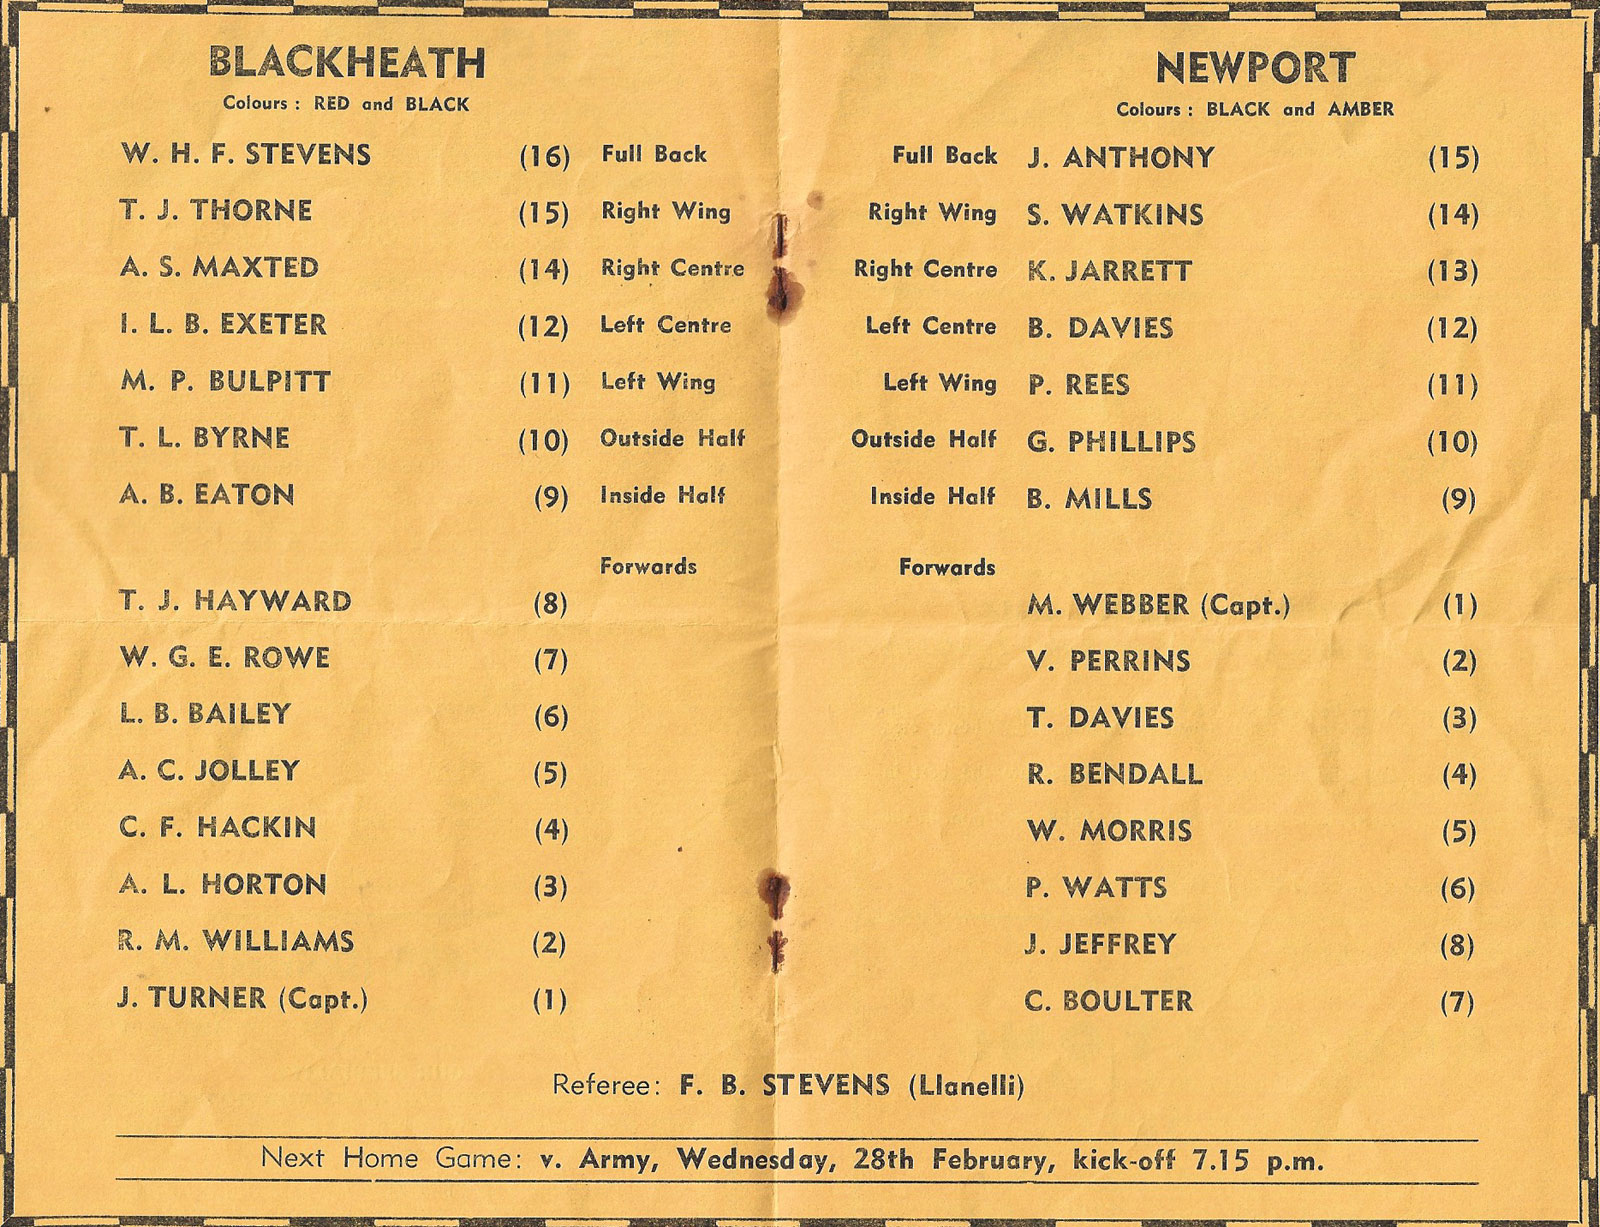 BLACKHEATH
Colours : RED and BLACK
W. H. F. STEVENS (16) Full Back
T. J. THORNE (15) Right Wing
A. S. MAXTED (14) Right Centre
I. L. B. EXETER (12) Left Centre
M. P. BULPITT (11) Left Wing
T. L. BYRNE (10) Outside Half
A. B. EATON (9) Inside Half
Forwards
T. J. HAYWARD (8)
W. G. E. ROWE (7)
L. B. BAILEY (6)
A. C. JOLLEY (5)
C. F. HACKIN (4)
A. L. HORTON (3)
R. M. WILLIAMS (2)
J. TURNER (Capt.) (1)
NEWPORT
Colours : BLACK and AMBER
Full Back J. ANTHONY (15)
Right Wing S. WATKINS (14)
Right Centre K. JARRETT (13)
Left Centre B. DAVIES (12)
Left Wing P. REES (11)
Outside Half G. PHILLIPS (10)
Inside Half B. MILLS (9)
Forwards
M. WEBBER (Capt.) (1)
V. PERRINS (2)
T. DAVIES (3)
R. BENDALL (4)
W. MORRIS (5)
P. WATTS (6)
J. JEFFREY (8)
C. BOULTER (7)
Referee: F. B. STEVENS (Llanelli)
Next Home Game: v. Army, Wednesday, 28th February, kick-off 7.15 p.m.